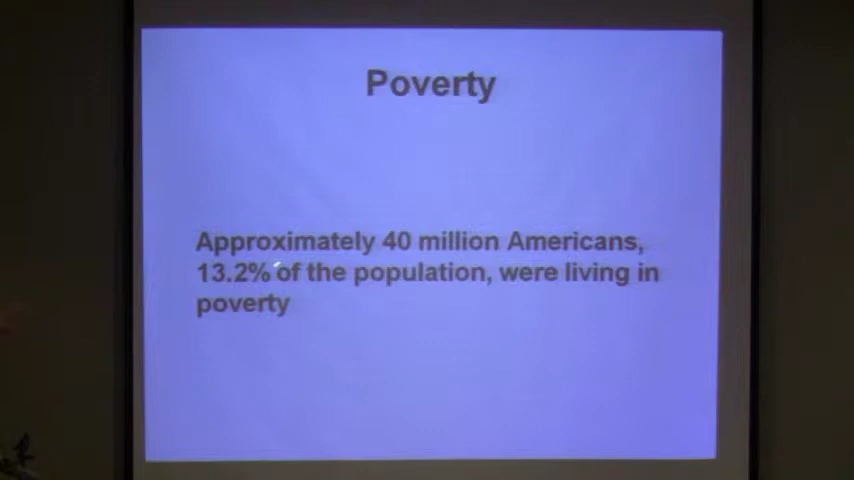 Poverty
Approximately 40 million Americans,
13.2% of the population, were living in
poverty